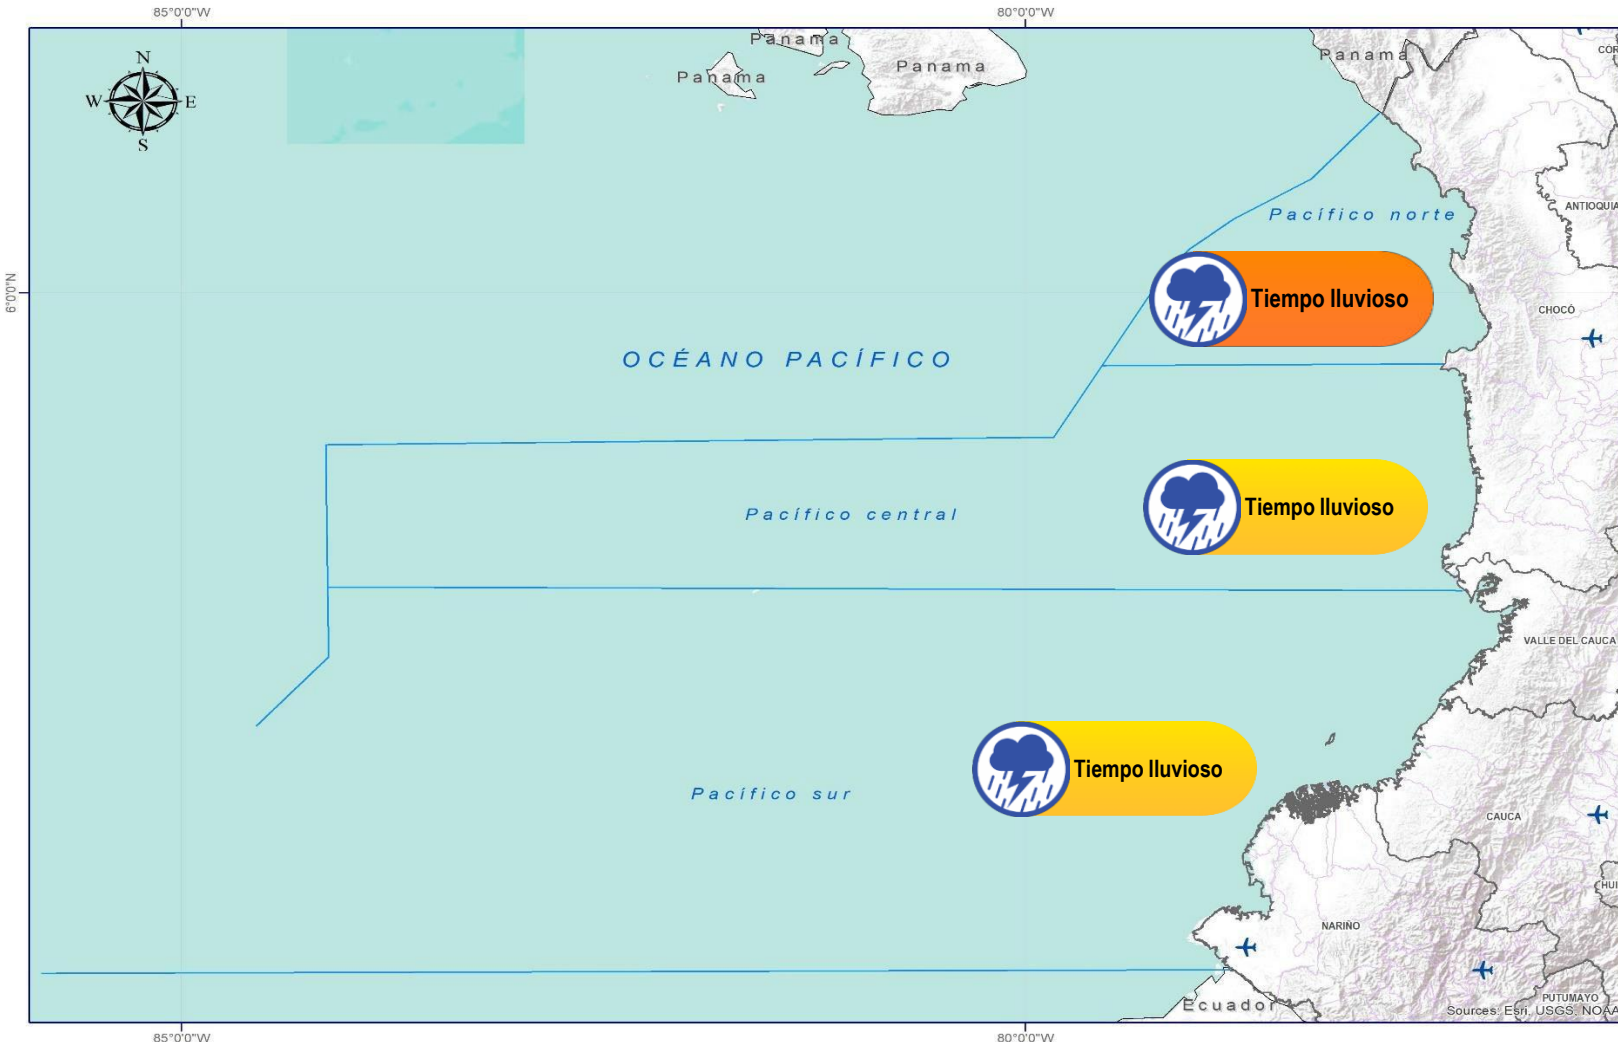 85°0'0"W
80°0'0"W
Panama
Panama
Panama
Panama
N
W
E
S
ANTIOQUIA
Pacífico norte
6°0'0"N
Tiempo lluvioso
CHOCÓ
OCÉANO PACÍFICO
Tiempo lluvioso
Pacífico central
VALLE DEL CAUCA
Tiempo lluvioso
Pacífico sur
CAUCA
NARIÑO
PUTUMAYO
Ecuador
Sources: Esri, USGS, NOAA
85°0'0"W
80°0'0"W